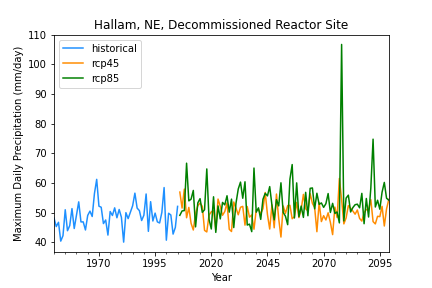 Hallam, NE, Decommissioned Reactor Site
historical
rcp45
rcp85
Maximum Daily Precipitation (mm/day)
110
100
90
80
70
60
50
40
1970
1995
2020
2045
2070
2095
Year